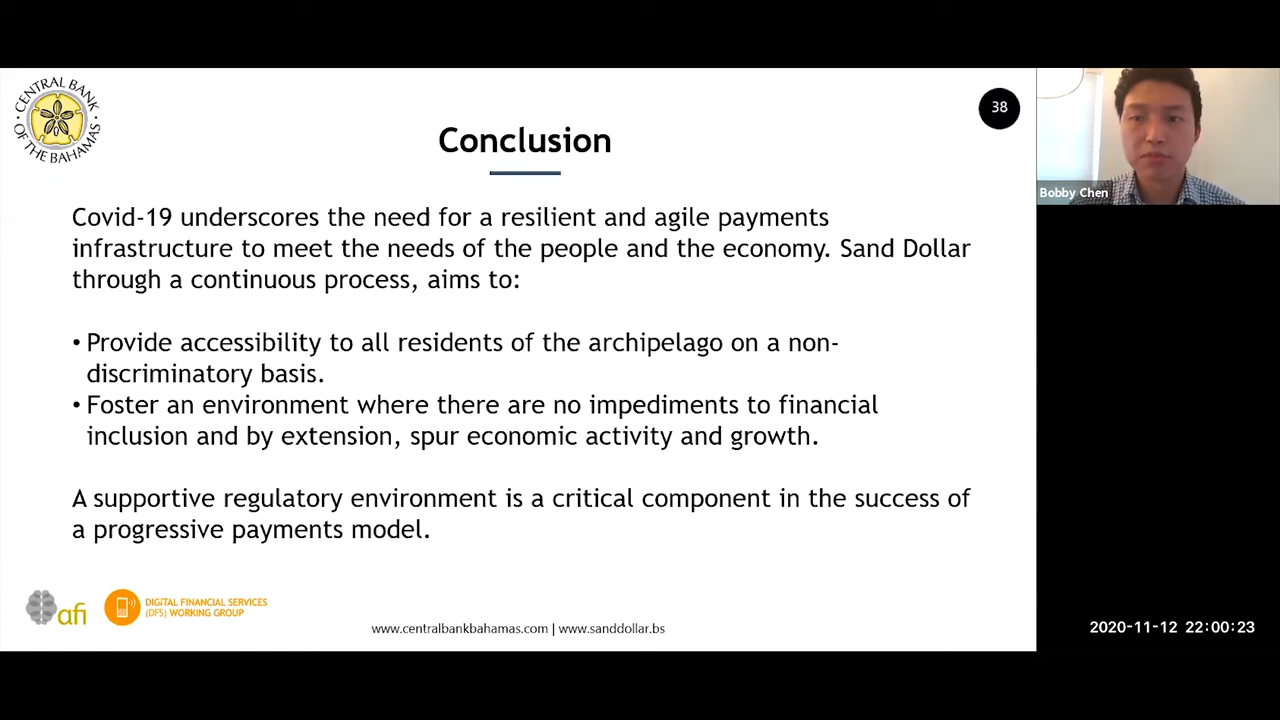 CENTRAL BANK
OF THE BAHAMAS
38
Conclusion
Bobby Chen
Covid-19 underscores the need for a resilient and agile payments
infrastructure to meet the needs of the people and the economy. Sand Dollar
through a continuous process, aims to:
• Provide accessibility to all residents of the archipelago on a non-
discriminatory basis.
• Foster an environment where there are no impediments to financial
inclusion and by extension, spur economic activity and growth.
A supportive regulatory environment is a critical component in the success of
a progressive payments model.
afi
DIGITAL FINANCIAL SERVICES
(DFS) WORKING GROUP
www.centralbankbahamas.com | www.sanddollar.bs
2020-11-12 22:00:23